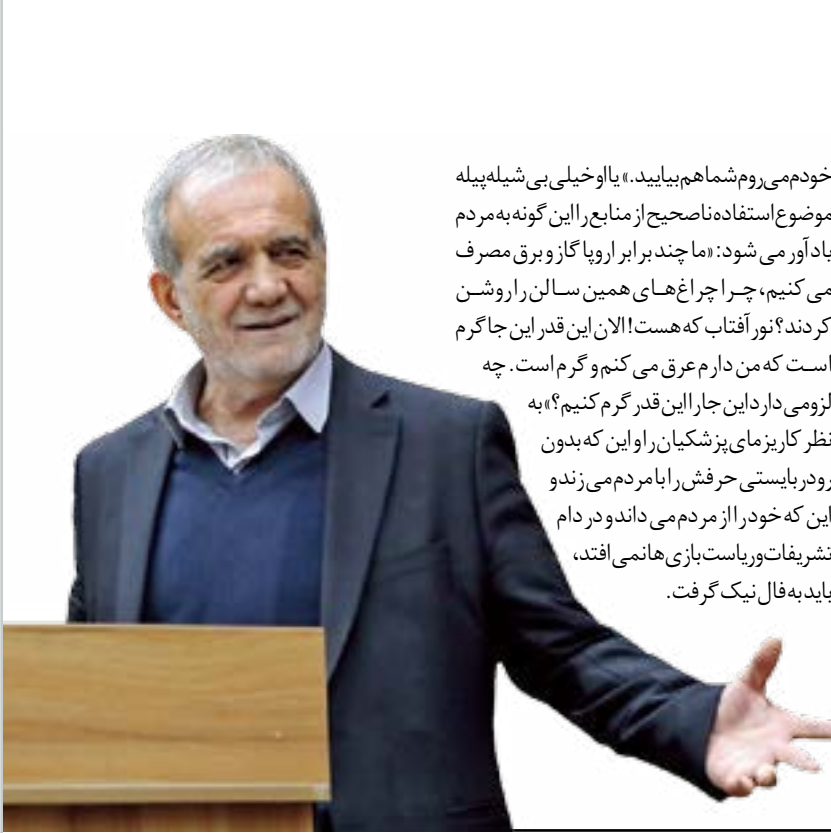 خودم می‌روم شما هم بیایید.» یا او خیلی بی‌شیله پیله
موضوع استفاده ناصحیح از منابع را این گونه به مردم
یادآور می شود: «ما چند برابر اروپا گاز و برق مصرف
می کنیم، چـرا چراغ‌هـای همین سـالن را روشـن
کردند؟ نور آفتاب که هست! الان این قدر این جا گرم
اسـت که من دارم عرق می کنم و گرم است. چه
لزومی دارد این جا را این قدر گرم کنیم؟» به
نظر کاریزمای پزشکیان را و این که بدون
رودربایستی حرفش را با مردم می‌زند و
این که خود را از مردم می داند و در دام
تشریفات و ریاست بازی ها نمی افتد،
باید به فال نیک گرفت.